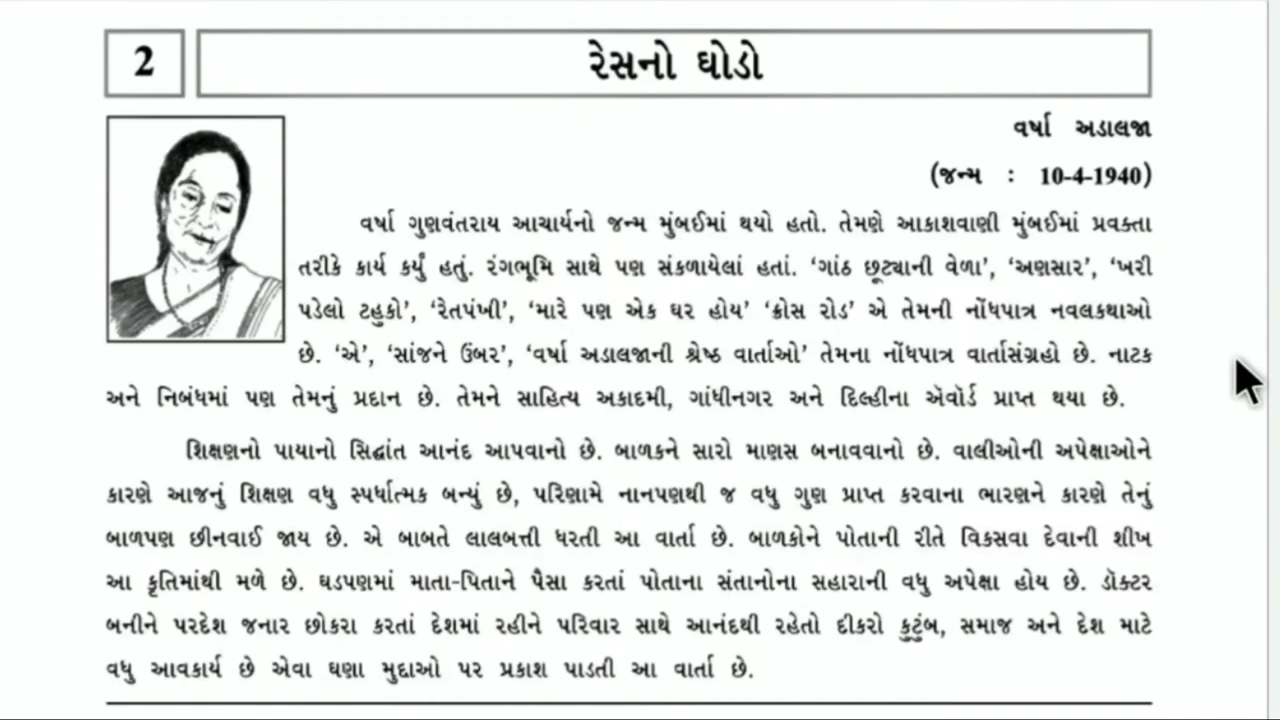 2
રેસનો ઘોડો
વર્ષા અડાલજા
(જન્મ : 10-4-1940)
વર્ષા ગુણવંતરાય આચાર્યનો જન્મ મુંબઈમાં થયો હતો. તેમણે આકાશવાણી મુંબઈમાં પ્રવક્તા
તરીકે કાર્ય કર્યું હતું. રંગભૂમિ સાથે પણ સંકળાયેલાં હતાં. ‘ગાંઠ છૂટ્યાની વેળા’, ‘અણસાર’, ‘ખરી
પડેલો ટહુકો’, ‘રેતપંખી’, ‘મારે પણ એક ઘર હોય’ ‘ક્રોસ રોડ’ એ તેમની નોંધપાત્ર નવલકથાઓ
છે. ‘એ’, ‘સાંજને ઉંબર’, ‘વર્ષા અડાલજાની શ્રેષ્ઠ વાર્તાઓ’ તેમના નોંધપાત્ર વાર્તાસંગ્રહો છે. નાટક
અને નિબંધમાં પણ તેમનું પ્રદાન છે. તેમને સાહિત્ય અકાદમી, ગાંધીનગર અને દિલ્હીના ઍવૉર્ડ પ્રાપ્ત થયા છે.
શિક્ષણનો પાયાનો સિદ્ધાંત આનંદ આપવાનો છે. બાળકને સારો માણસ બનાવવાનો છે. વાલીઓની અપેક્ષાઓને
કારણે આજનું શિક્ષણ વધુ સ્પર્ધાત્મક બન્યું છે, પરિણામે નાનપણથી જ વધુ ગુણ પ્રાપ્ત કરવાના ભારણને કારણે તેનું
બાળપણ છીનવાઈ જાય છે. એ બાબતે લાલબત્તી ધરતી આ વાર્તા છે. બાળકોને પોતાની રીતે વિકસવા દેવાની શીખ
આ કૃતિમાંથી મળે છે. ઘડપણમાં માતા-પિતાને પૈસા કરતાં પોતાના સંતાનોના સહારાની વધુ અપેક્ષા હોય છે. ડૉક્ટર
બનીને પરદેશ જનાર છોકરા કરતાં દેશમાં રહીને પરિવાર સાથે આનંદથી રહેતો દીકરો કુટુંબ, સમાજ અને દેશ માટે
વધુ આવકાર્ય છે એવા ઘણા મુદ્દાઓ પર પ્રકાશ પાડતી આ વાર્તા છે.